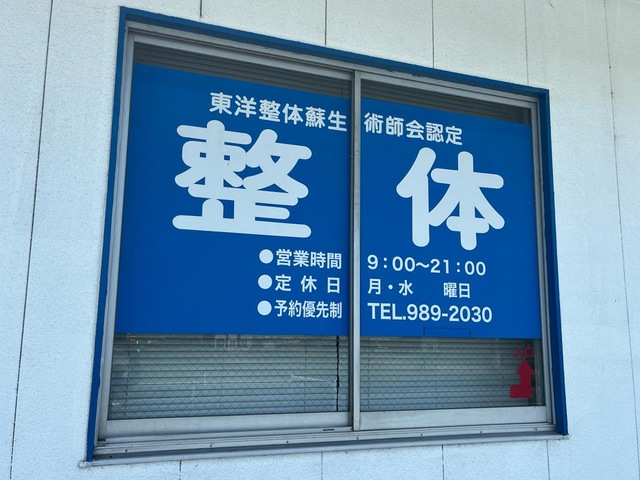 東洋整体蘇生術師会認定
整体
●営業時間 9：00～21：00
●定休日 月・水 曜日
●予約優先制 TEL.989-2030